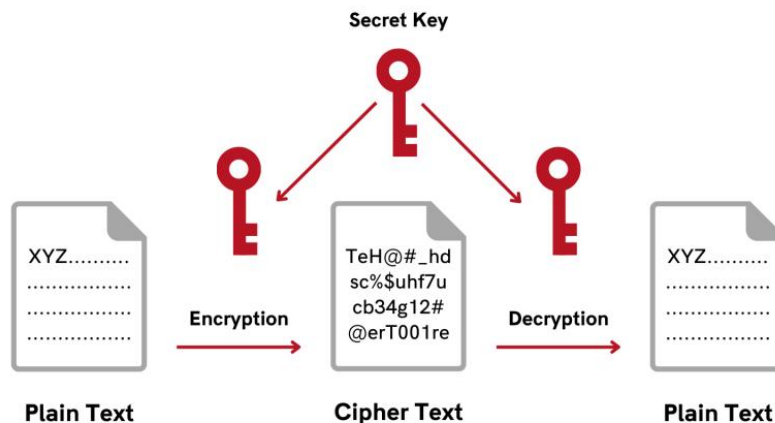 Secret Key
XYZ..........
................
................
................
Plain Text
Encryption
TeH@#_hd
sc%$uhf7u
cb34g12#
@erT001re
Cipher Text
Decryption
XYZ..........
................
................
................
Plain Text